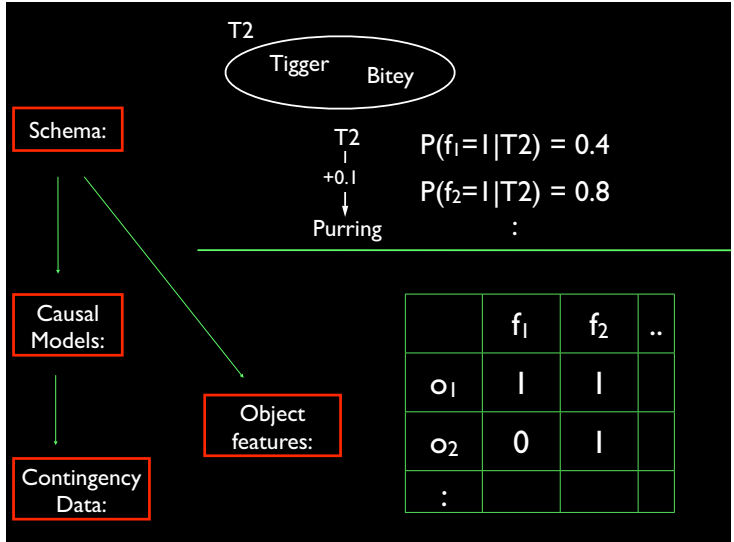 T2
Tigger
Bitey
Schema:
T2
+0.1
Purring
P(f₁=1|T2) = 0.4
P(f₂=1|T2) = 0.8
:
Causal
Models:
Object
features:
Contingency
Data:
f₁ f₂ ..
o₁ 1 1
o₂ 0 1
: